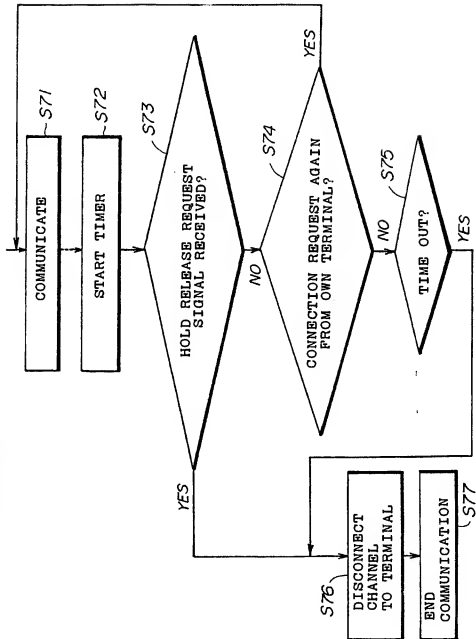 S71
COMMUNICATE
S72
START TIMER
S73
HOLD RELEASE REQUEST
SIGNAL RECEIVED?
YES
NO
S74
CONNECTION REQUEST AGAIN
FROM OWN TERMINAL?
YES
NO
S75
TIME OUT?
YES
S76
DISCONNECT
CHANNEL
TO TERMINAL
END
COMMUNICATION
S77